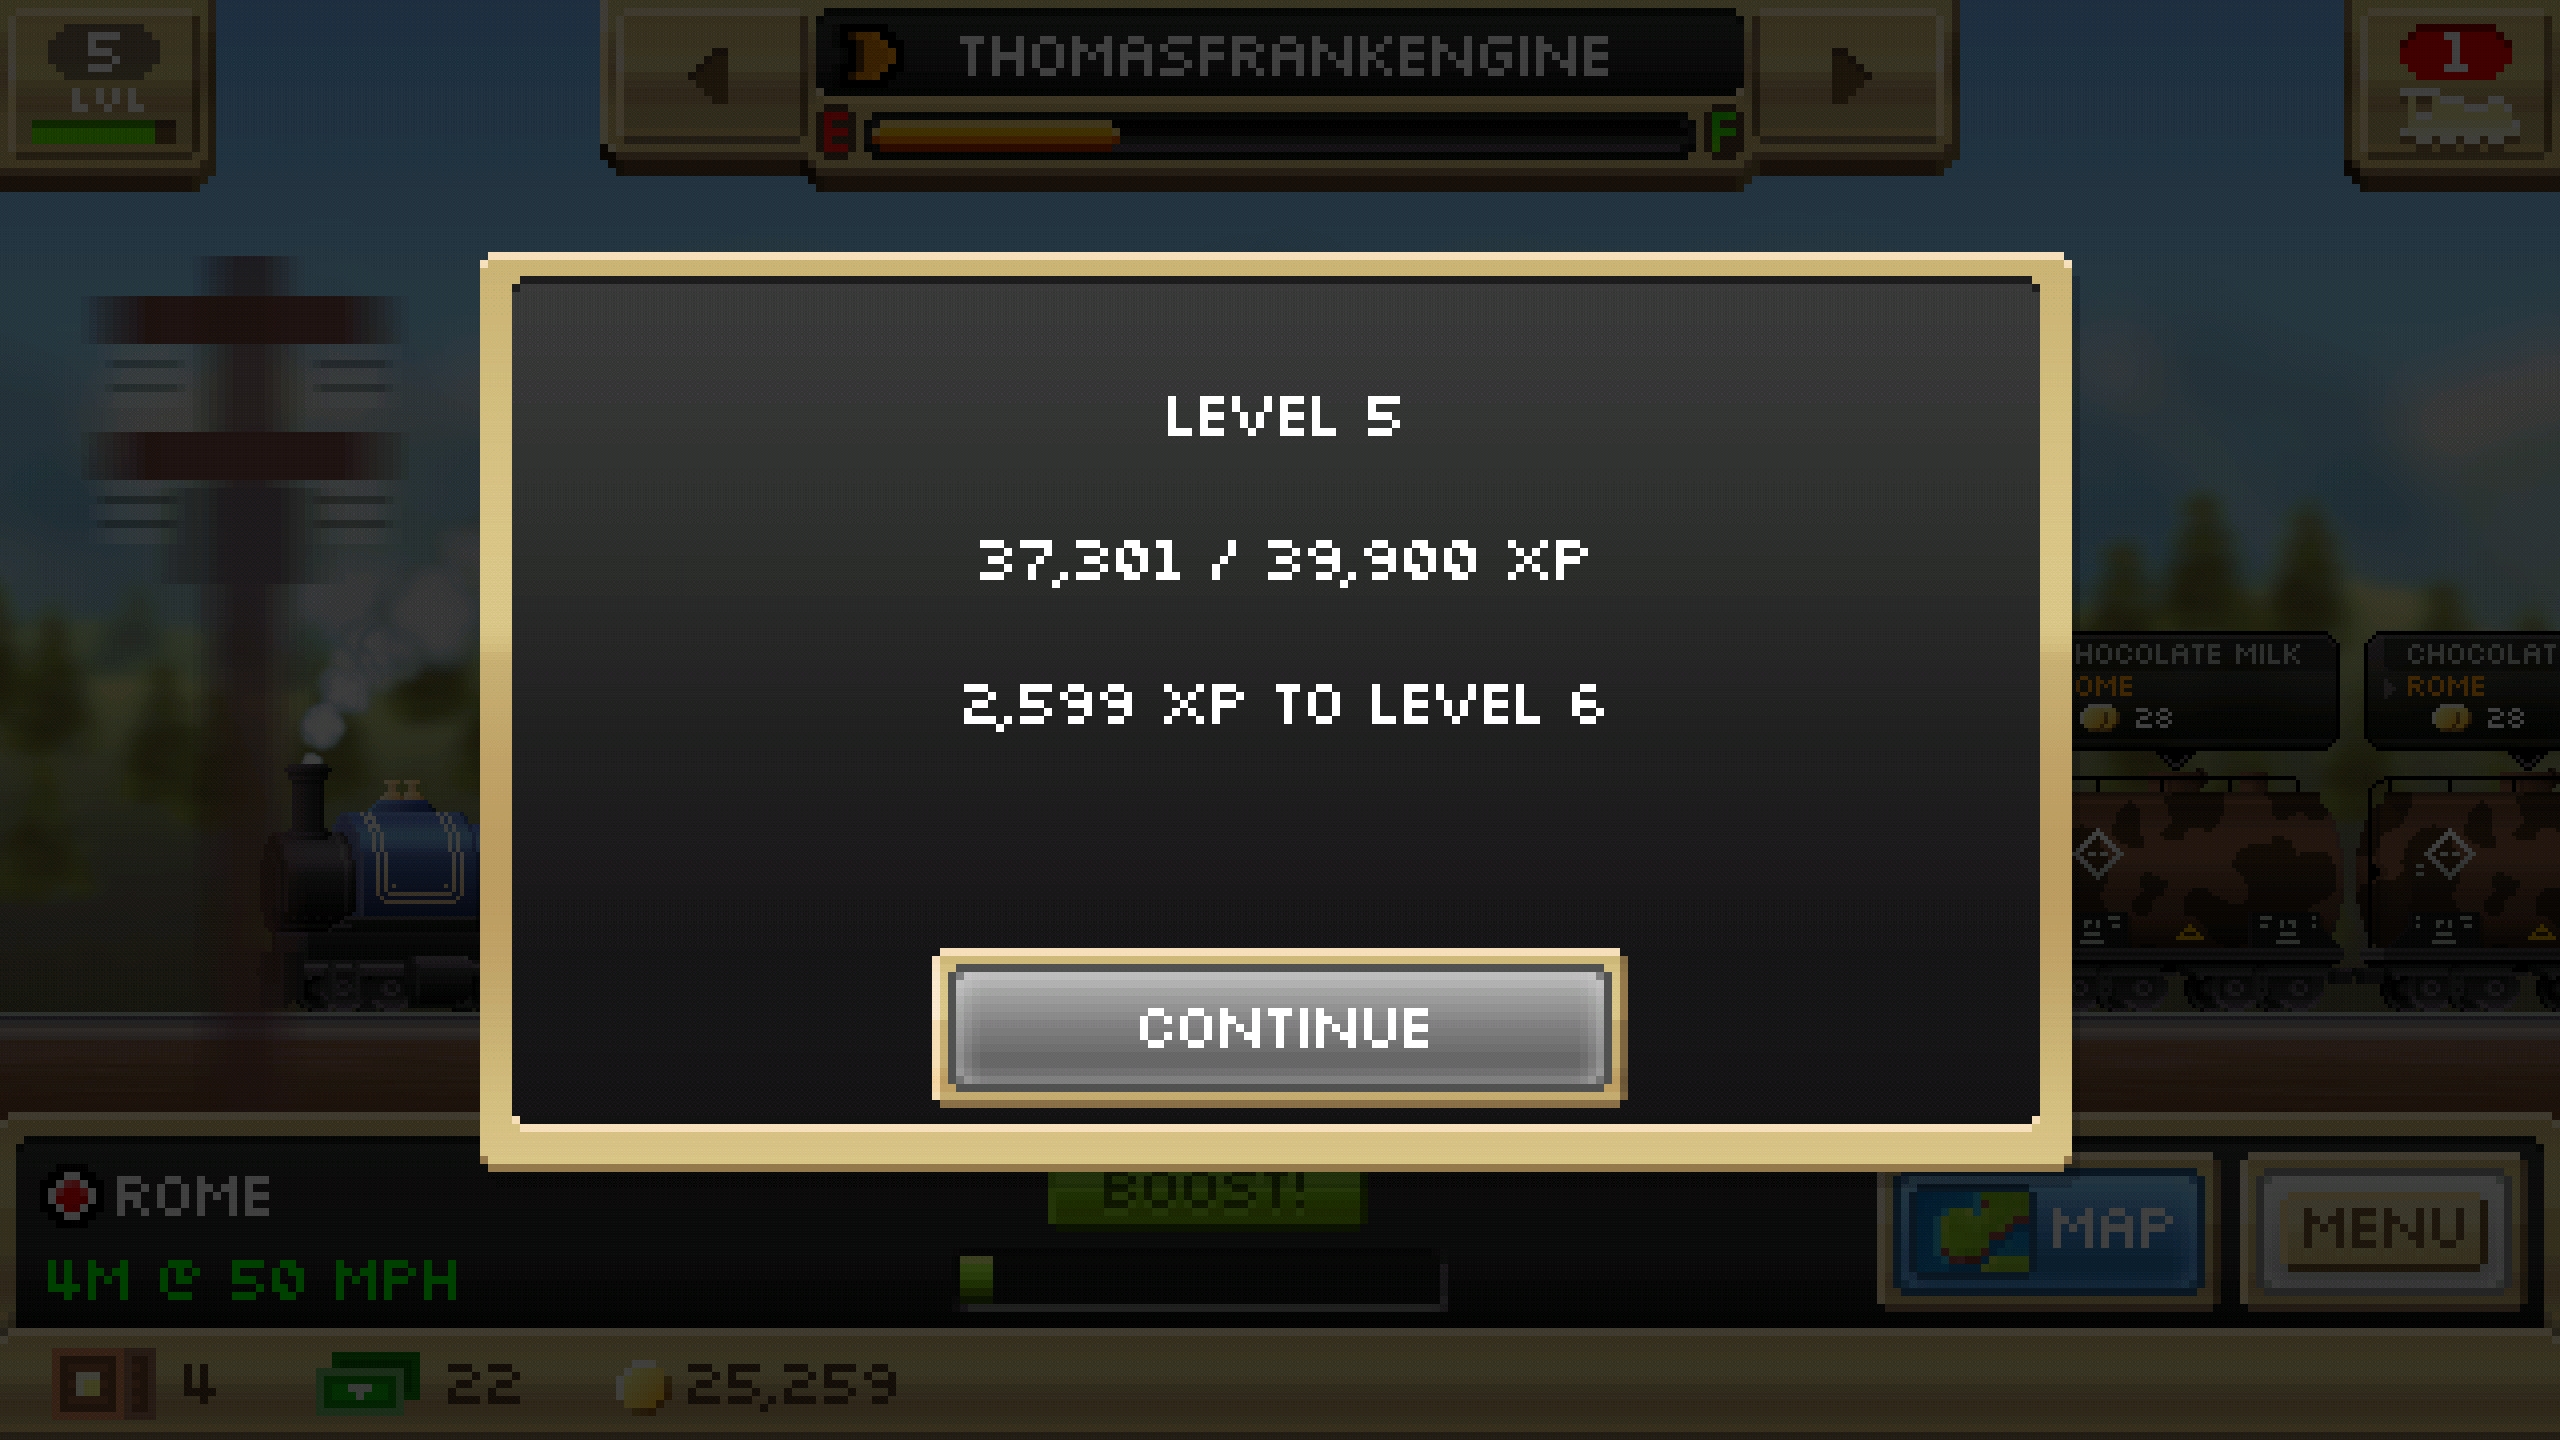 5
LVL
THOMASFRANKENGINE
E
F
1
LEVEL 5
37,301 / 39,900 XP
2,599 XP TO LEVEL 6
CONTINUE
HOCOLATE MILK
OME
28
CHOCOLAT
ROME
28
ROME
4M @ 50 MPH
BOOST!
MAP
MENU
4
22
25,259